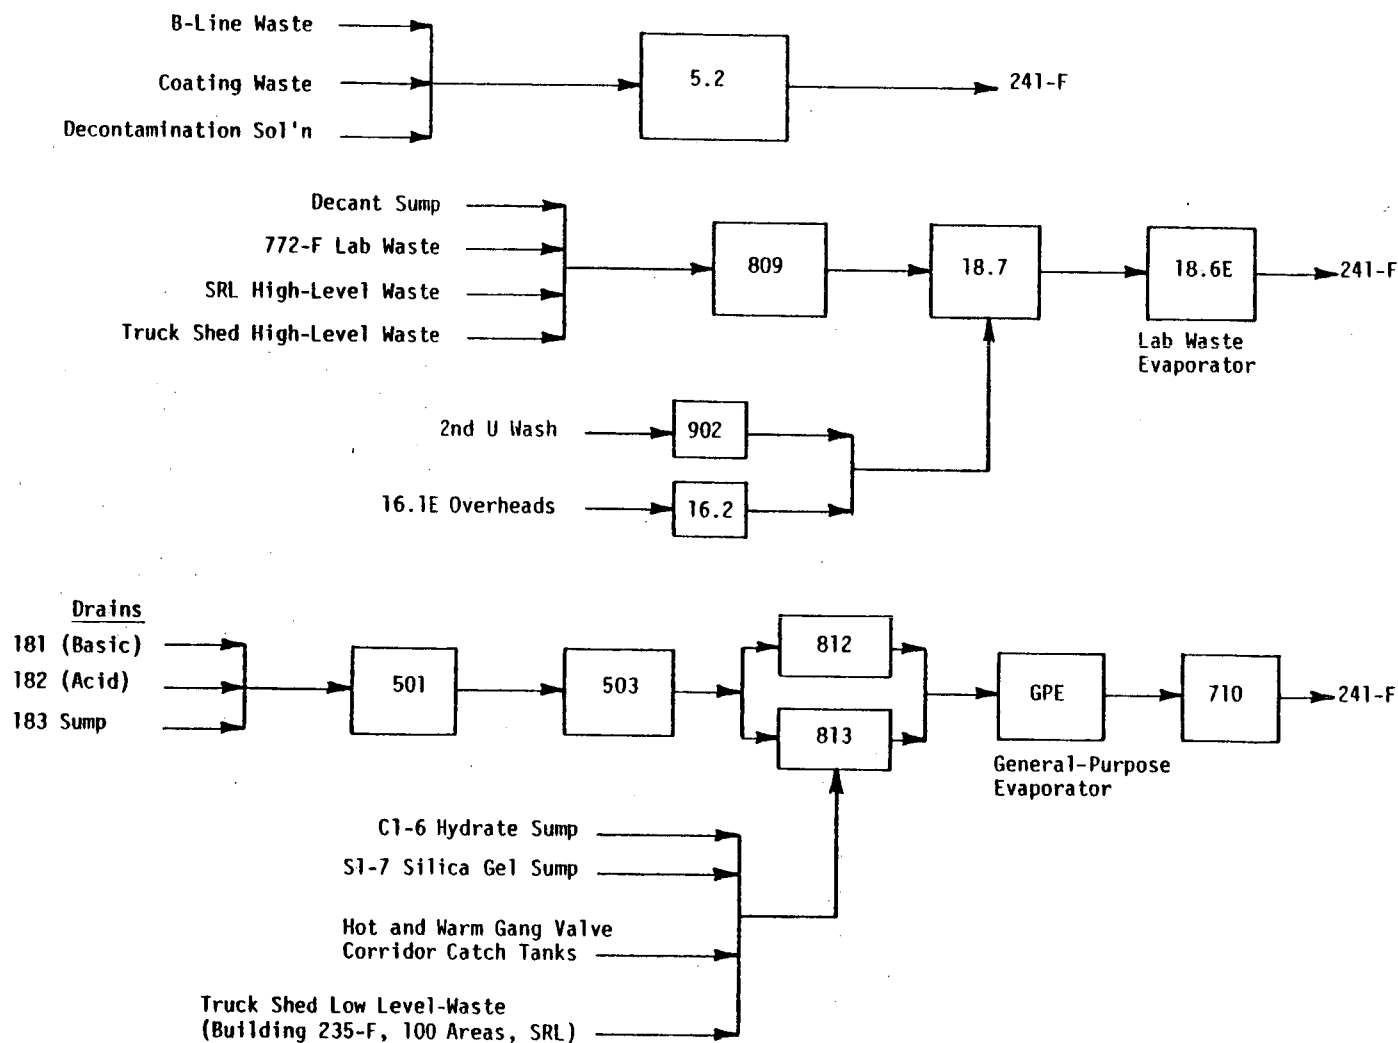 B-Line Waste
Coating Waste
Decontamination Sol'n
5.2
241-F
Decant Sump
772-F Lab Waste
SRL High-Level Waste
Truck Shed High-Level Waste
809
18.7
18.6E
241-F
Lab Waste
Evaporator
2nd U Wash
902
16.1E Overheads
16.2
Drains
181 (Basic)
182 (Acid)
183 Sump
501
503
812
813
GPE
710
241-F
General-Purpose
Evaporator
C1-6 Hydrate Sump
S1-7 Silica Gel Sump
Hot and Warm Gang Valve
Corridor Catch Tanks
Truck Shed Low Level-Waste
(Building 235-F, 100 Areas, SRL)